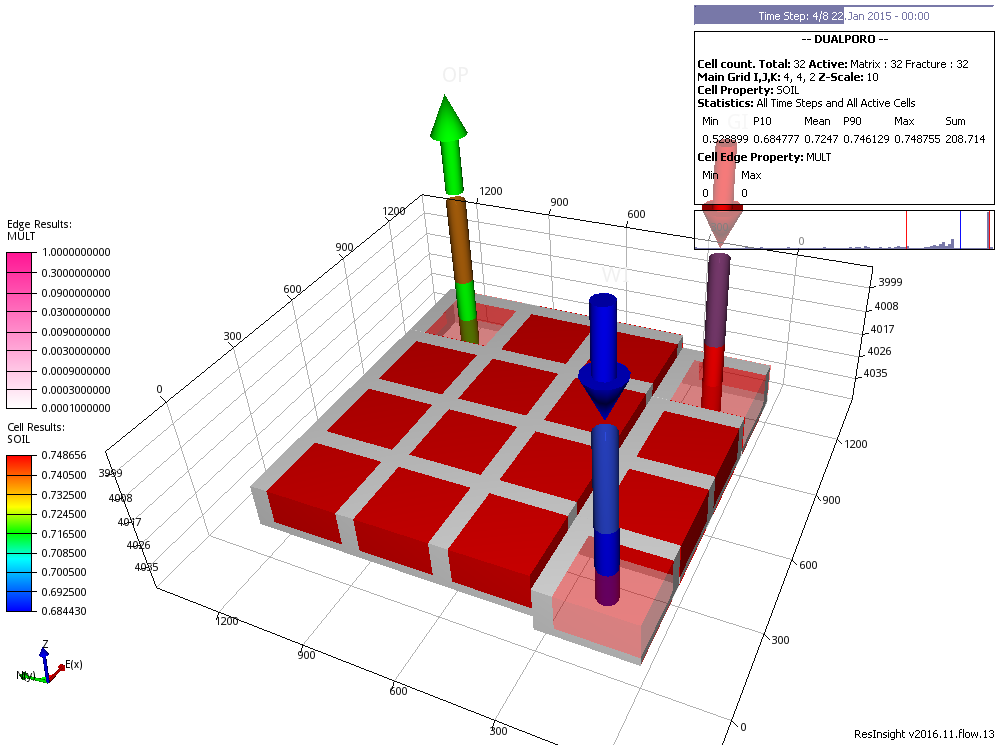 Time Step: 4/8 22.Jan 2015 - 00:00
-- DUALPORO --
Cell count. Total: 32 Active: Matrix : 32 Fracture : 32
Main Grid I,J,K: 4, 4, 2 Z-Scale: 10
Cell Property: SOIL
Statistics: All Time Steps and All Active Cells
Min P10 Mean P90 Max Sum
0.528899 0.684777 0.7247 0.746129 0.748755 208.714
Cell Edge Property: MULT
Min Max
0 0
OP
GI
WI
Edge Results:
MULT
1.0000000000
0.3000000000
0.0900000000
0.0300000000
0.0090000000
0.0030000000
0.0009000000
0.0003000000
0.0001000000
Cell Results:
SOIL
0.748656
0.740500
0.732500
0.724500
0.716500
0.708500
0.700500
0.692500
0.684430
1200
900
600
0
1200
900
600
300
0
3999
4008
4017
4026
4035
3999
4008
4017
4026
4035
1200
900
600
300
0
1200
900
600
300
Z
E(x)
N(y)
ResInsight v2016.11.flow.13